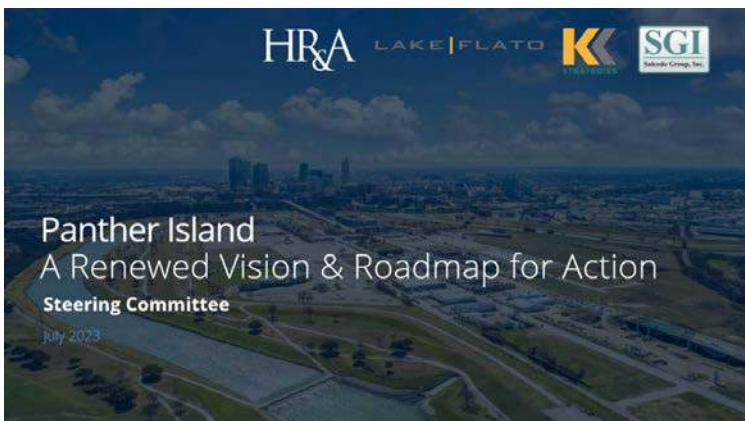 HR&A
LAKE|FLATO
K
STRATEGIES
SGI
Salcedo Group, Inc.
Panther Island
A Renewed Vision & Roadmap for Action
Steering Committee
July 2023